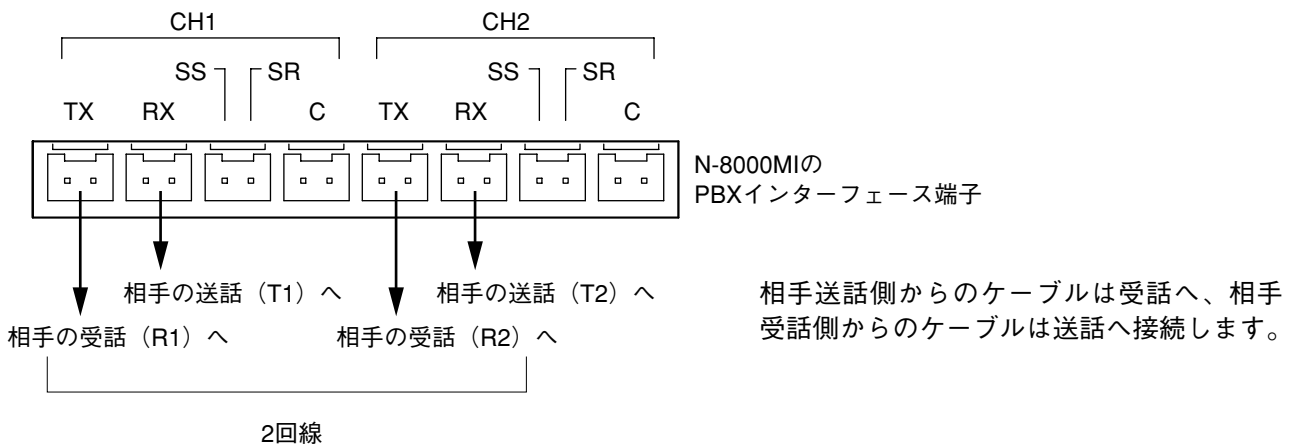 CH1 CH2
SS SR SS SR
TX RX C TX RX C
N-8000MIの
PBXインターフェース端子
相手の送話（T1）へ 相手の送話（T2）へ
相手の受話（R1）へ 相手の受話（R2）へ
相手送話側からのケーブルは受話へ、相手
受話側からのケーブルは送話へ接続します。
2回線